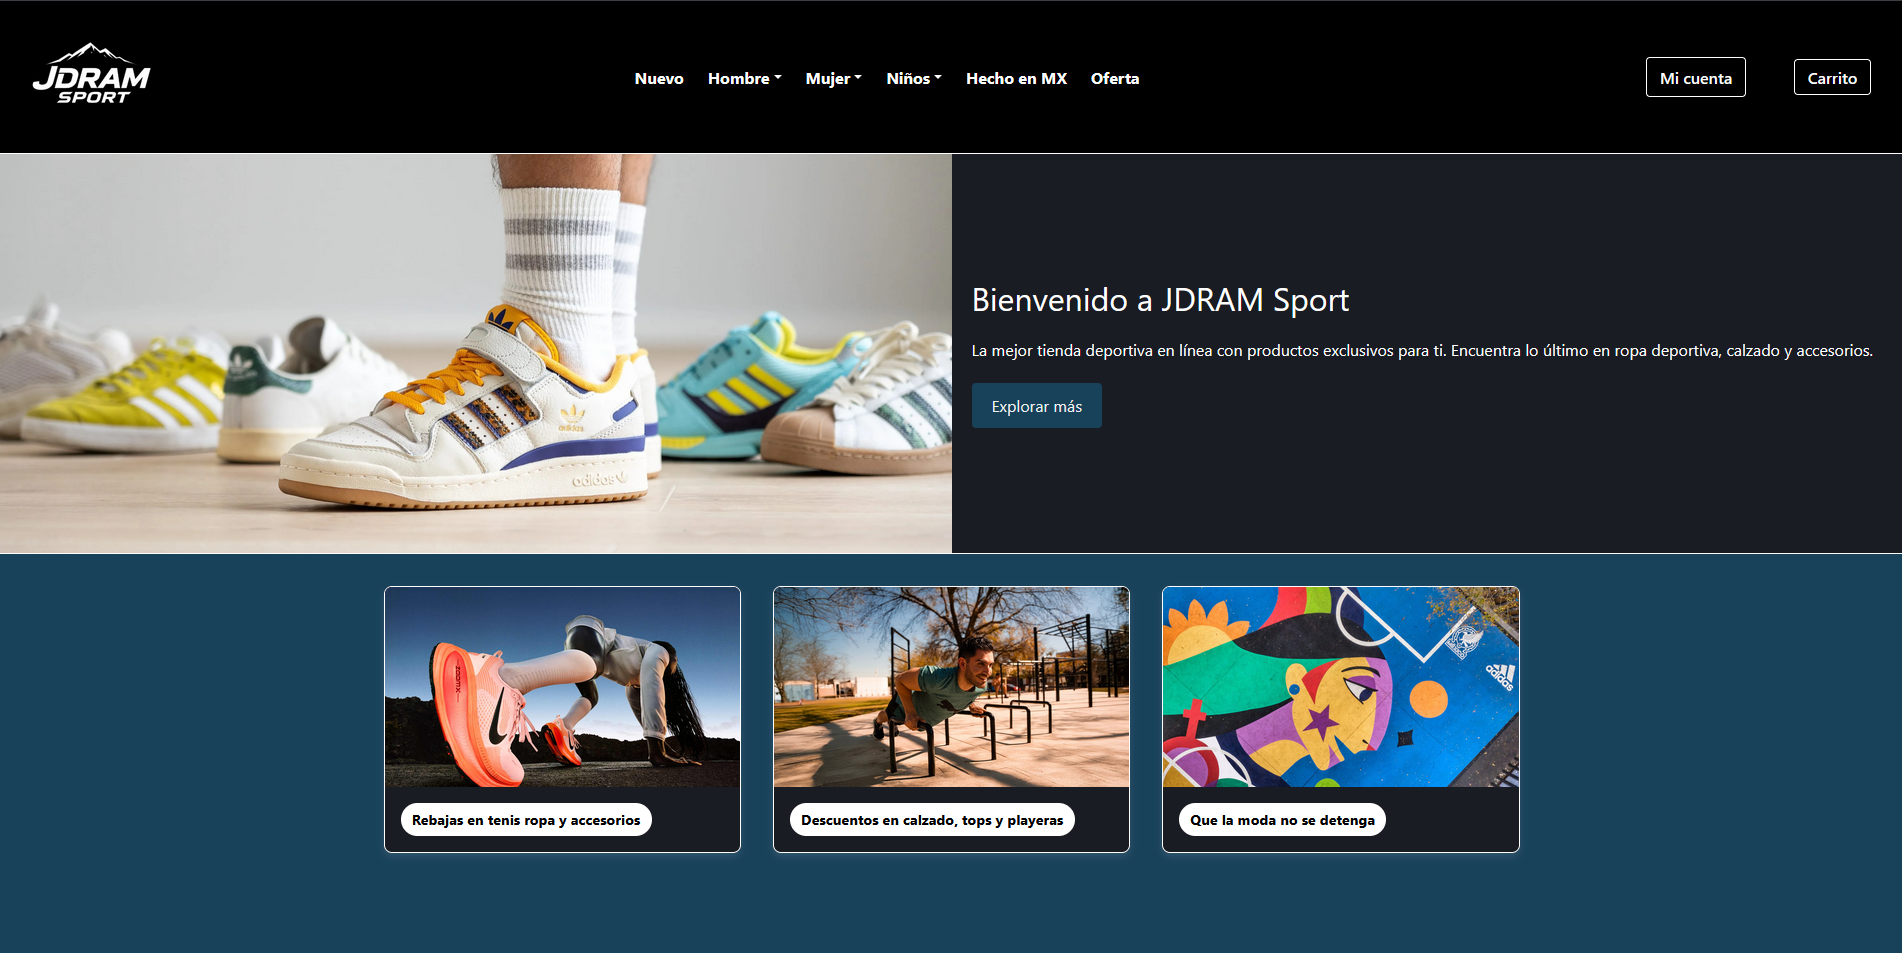 JDRAM
SPORT
Nuevo
Hombre
Mujer
Niños
Hecho en MX
Oferta
Mi cuenta
Carrito
Bienvenido a JDRAM Sport
La mejor tienda deportiva en línea con productos exclusivos para ti. Encuentra lo último en ropa deportiva, calzado y accesorios.
Explorar más
adidas
adidas
ZOOMX
adidas
Rebajas en tenis ropa y accesorios
Descuentos en calzado, tops y playeras
Que la moda no se detenga